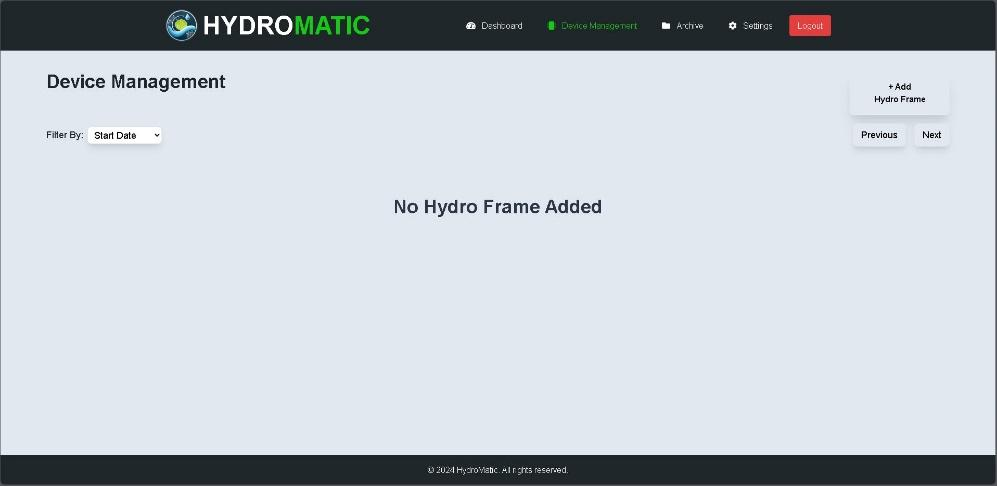 HYDROMATIC
Dashboard
Device Management
Archive
Settings
Logout
Device Management
+ Add
Hydro Frame
Filter By:
Start Date
Previous
Next
No Hydro Frame Added
© 2024 HydroMatic. All rights reserved.